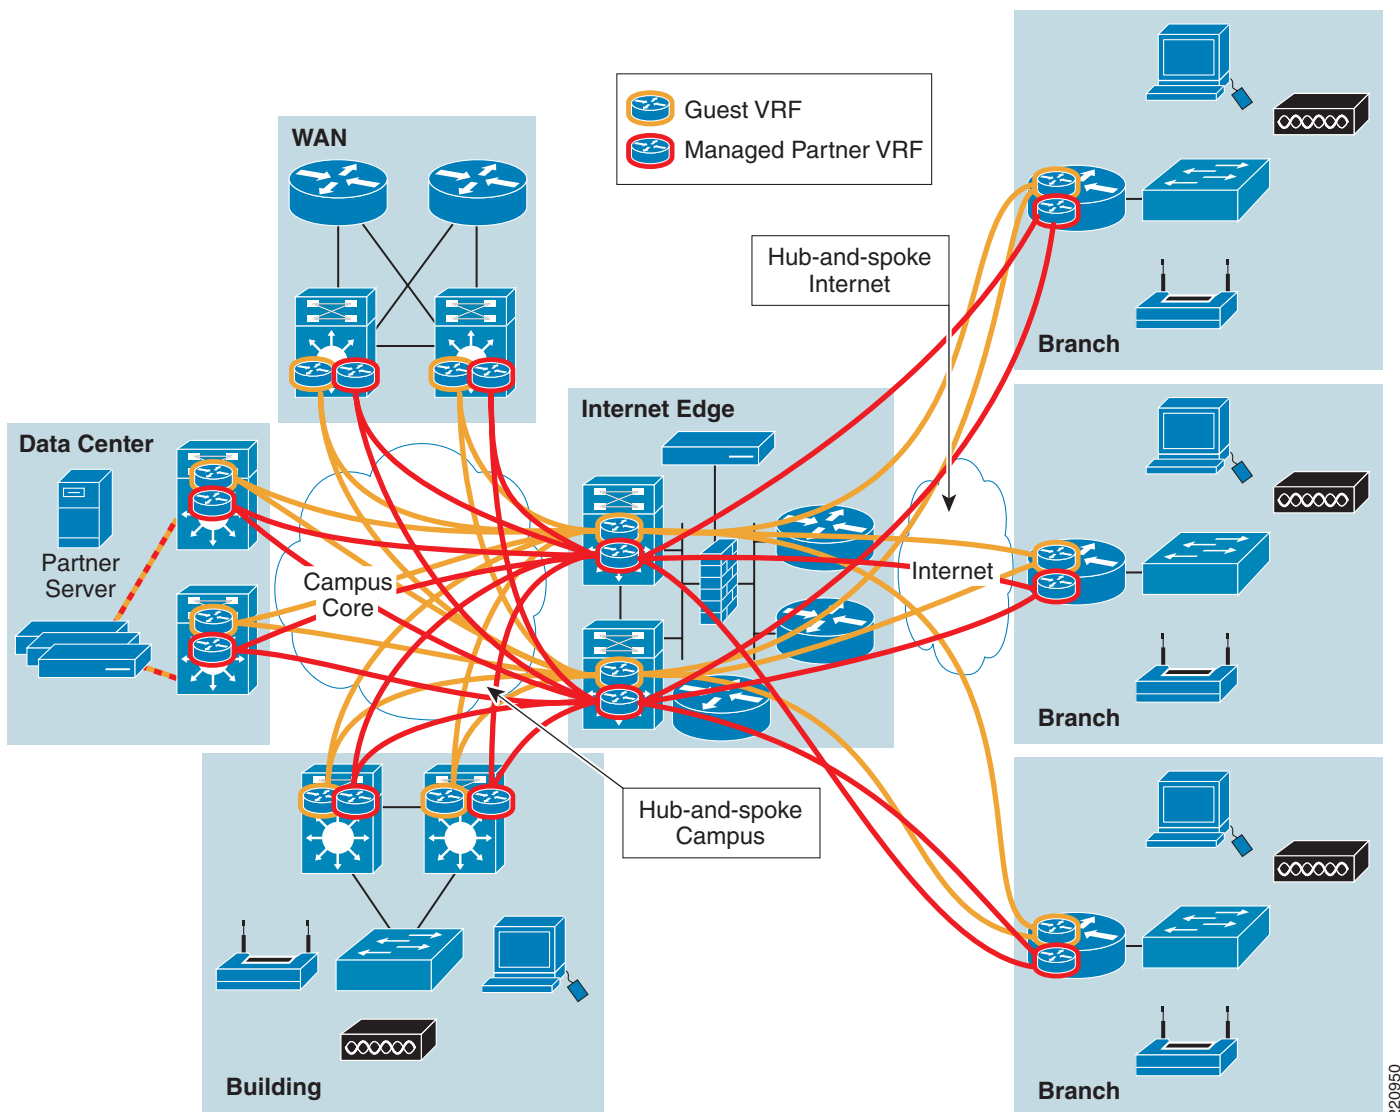 Guest VRF
Managed Partner VRF
WAN
Hub-and-spoke
Internet
Branch
Internet Edge
Data Center
Partner
Server
Campus
Core
Internet
Branch
Hub-and-spoke
Campus
Building
Branch
220950